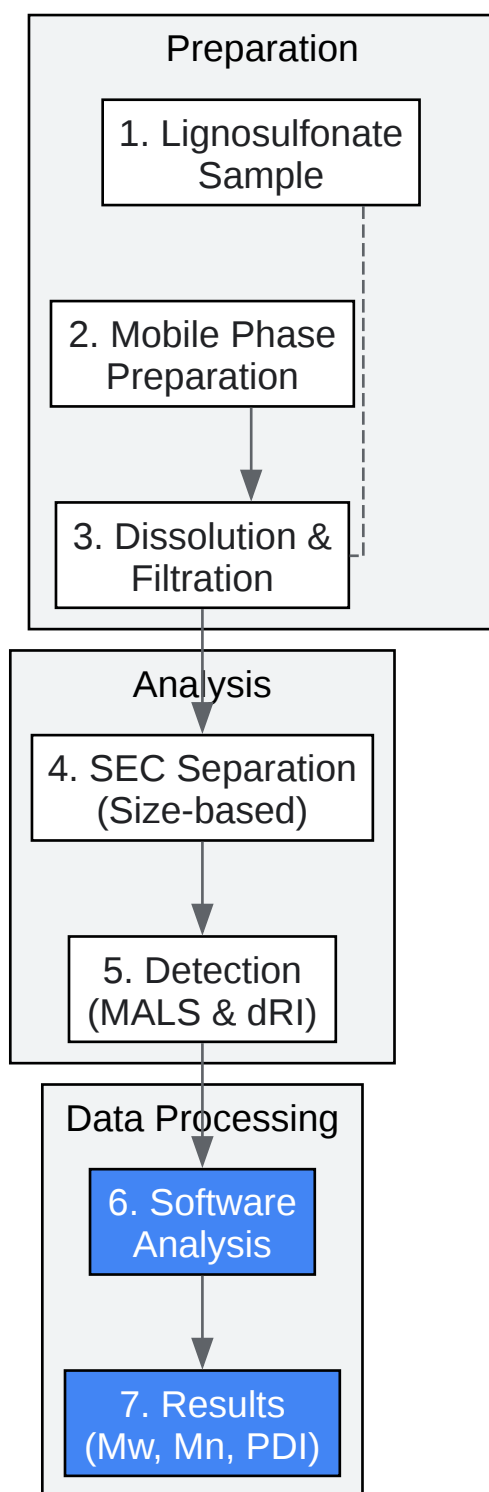 Preparation
1. Lignosulfonate
Sample
2. Mobile Phase
Preparation
3. Dissolution &
Filtration
Analysis
4. SEC Separation
(Size-based)
5. Detection
(MALS & dRI)
Data Processing
6. Software
Analysis
7. Results
(Mw, Mn, PDI)